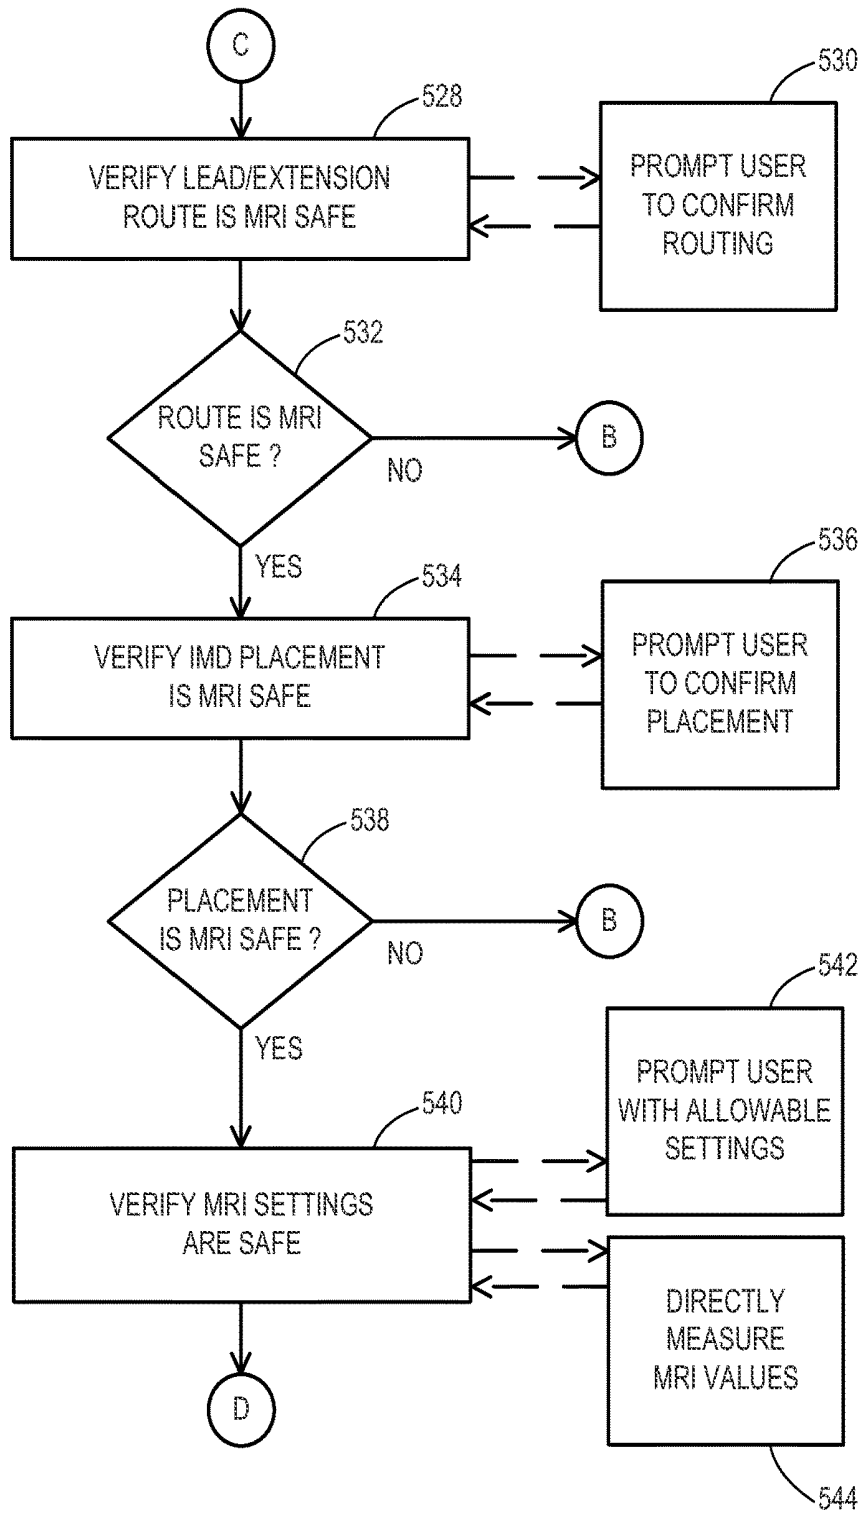 C
528
VERIFY LEAD/EXTENSION
ROUTE IS MRI SAFE
530
PROMPT USER
TO CONFIRM
ROUTING
532
ROUTE IS MRI
SAFE ?
NO
B
YES
534
VERIFY IMD PLACEMENT
IS MRI SAFE
536
PROMPT USER
TO CONFIRM
PLACEMENT
538
PLACEMENT
IS MRI SAFE ?
NO
B
YES
540
VERIFY MRI SETTINGS
ARE SAFE
542
PROMPT USER
WITH ALLOWABLE
SETTINGS
DIRECTLY
MEASURE
MRI VALUES
544
D